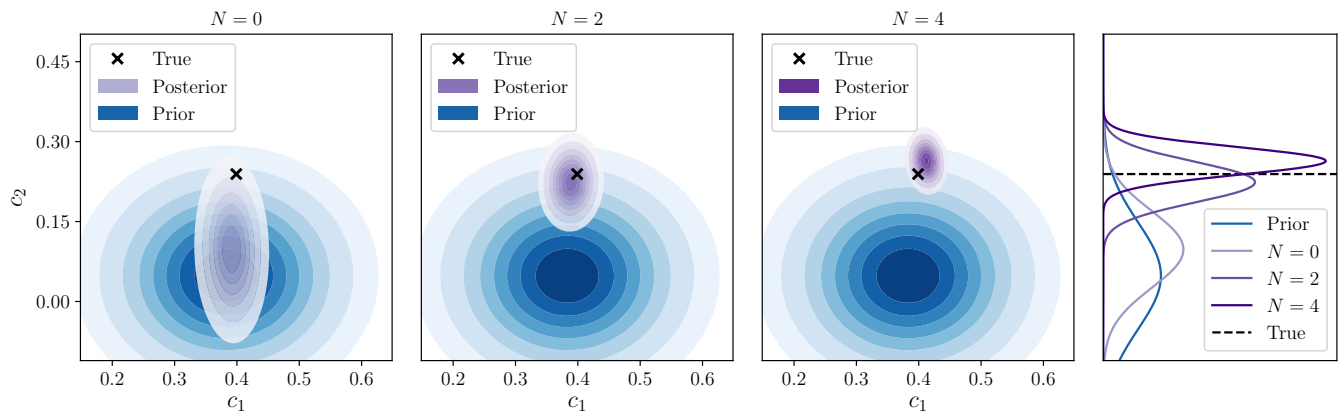 N = 0
True
Posterior
Prior
0.45
0.30
0.15
0.00
c₂
0.2 0.3 0.4 0.5 0.6
c₁
N = 2
True
Posterior
Prior
0.2 0.3 0.4 0.5 0.6
c₁
N = 4
True
Posterior
Prior
0.2 0.3 0.4 0.5 0.6
c₁
Prior
N = 0
N = 2
N = 4
True